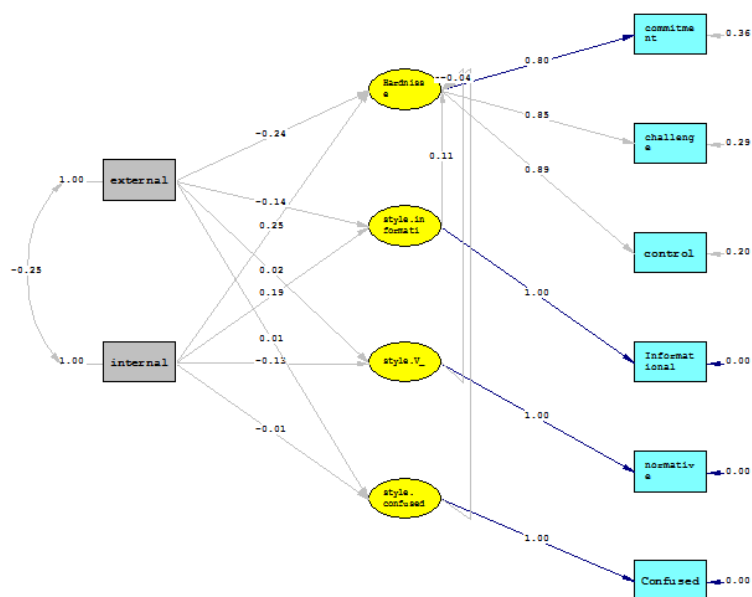 commitme
nt
0.36
0.80
Hardniss
e
--0.04
0.85
challeng
e
0.29
-0.24
0.11
0.89
1.00
external
-0.14
0.25
style.in
formati
control
0.20
-0.25
0.02
0.19
1.00
0.01
-0.13
1.00
internal
style.V_
Informat
ional
0.00
-0.01
1.00
normativ
e
0.00
style.
confused
1.00
Confused
0.00